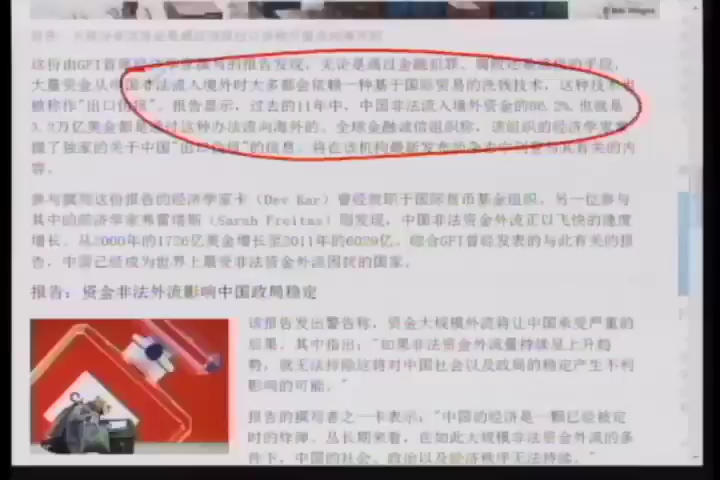 这份由GFI首席经济学家撰写的报告发现，无论是通过金融犯罪、腐败还是逃税的手段，
大量资金从中国者法流入境外时大多都会依赖一种基于国际贸易的洗钱技术，这种技术也
被称作"出口伪报"。报告显示，过去的11年中，中国非法流入境外资金的 也就是
万亿美金都是通过这种办法流向海外的。全球金融诚信组织称，该组织的经济学家掌
握了独家的关于中国"出口伪报"的信息，将在该机构最新发布的杂志中刊登与其有关的内
容。
参与撰写这份报告的经济学家卡（Dev Kar）曾经就职于国际货币基金组织，另一位参与
其中的经济学家弗雷塔斯（Sarah Freitas）则发现，中国非法资金外流正以飞快的速度
增长，从2000年的1726亿美金增长至2011年的6029亿。综合GFI曾经发表的与此有关的报
告，中国已经成为世界上最受非法资金外流困扰的国家。
报告：资金非法外流影响中国政局稳定
该报告发出警告称，资金大规模外流将让中国承受严重的
后果，其中指出："如果非法资金外流量持续呈上升趋
势，就无法排除这将对中国社会以及政局的稳定产生不利
影响的可能。"
报告的撰写者之一卡表示："中国的经济是一颗已经被定
时的炸弹。从长期来看，在如此大规模非法资金外流的条
件下，中国的社会、政治以及经济秩序无法持续。"